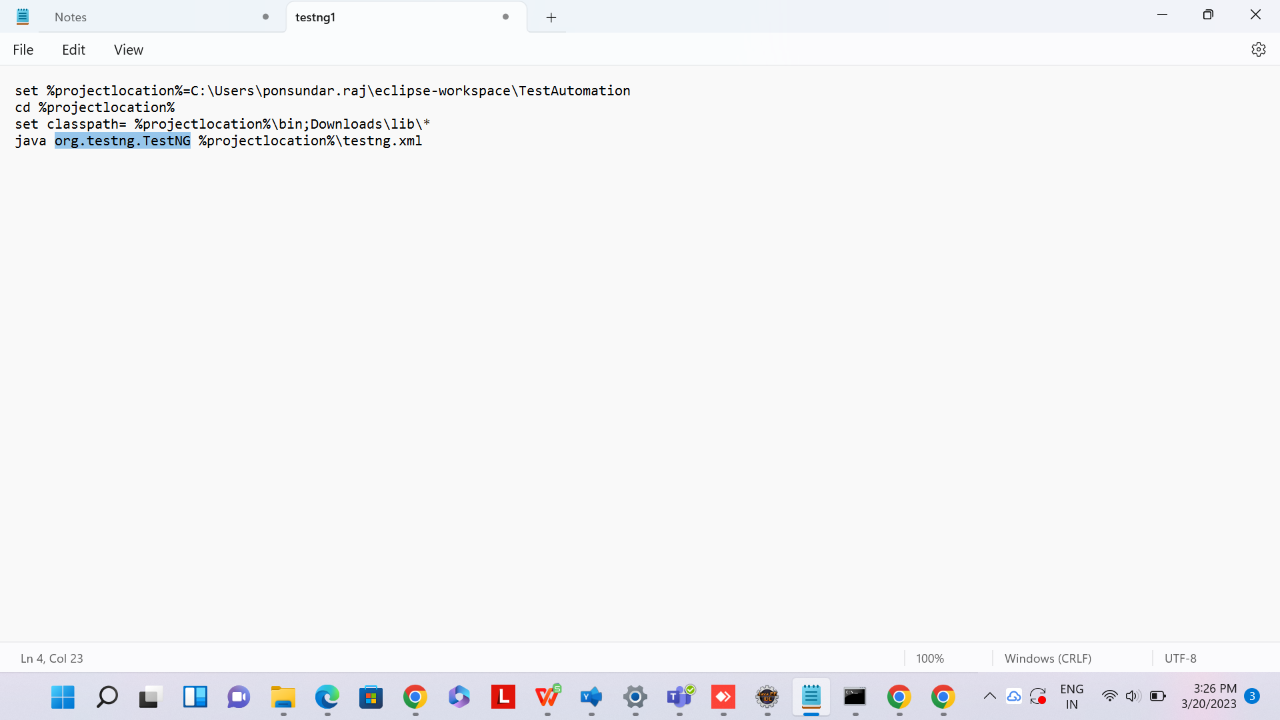 Notes
testng1
File Edit View
set %projectlocation%=C:\Users\ponsundar.raj\eclipse-workspace\TestAutomation
cd %projectlocation%
set classpath= %projectlocation%\bin;Downloads\lib\*
java org.testng.TestNG %projectlocation%\testng.xml
Ln 4, Col 23
100%
Windows (CRLF)
UTF-8
L
ENG
IN
3:26 PM
3/20/2023
3